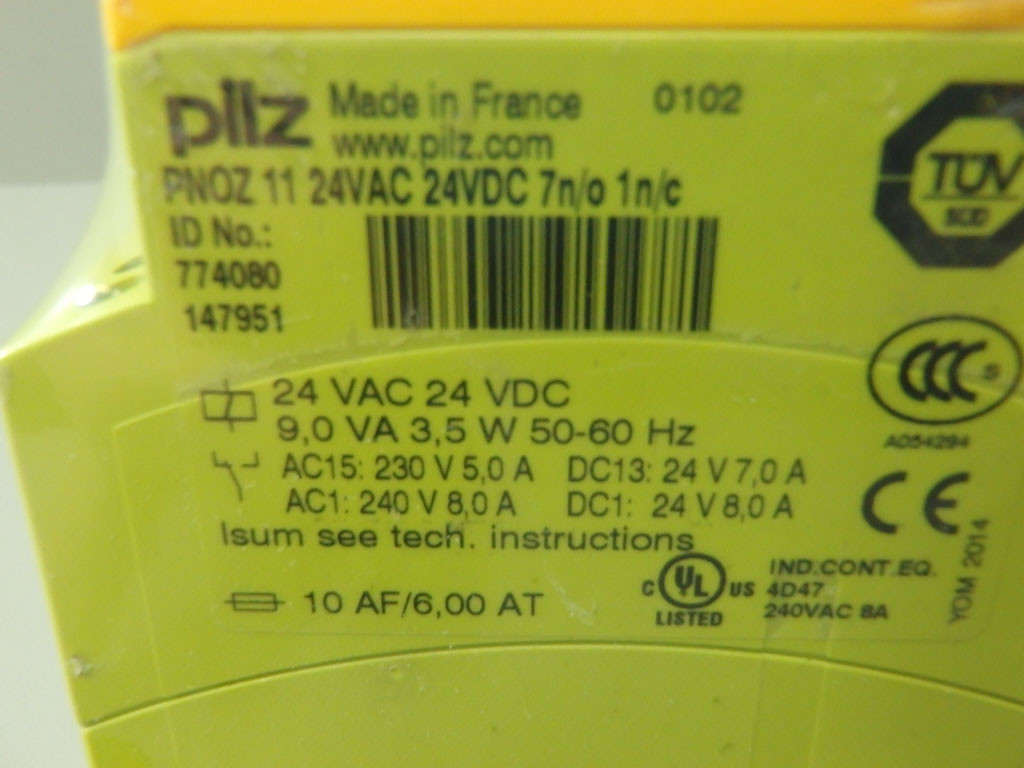 pilz Made in France 0102
www.pilz.com
PNOZ 11 24VAC 24VDC 7n/o 1n/c
ID No.:
774080
147951
TÜV
SÜD
CCC S
A054294
24 VAC 24 VDC
9,0 VA 3,5 W 50-60 Hz
AC15: 230 V 5,0 A DC13: 24 V 7,0 A
AC1: 240 V 8,0 A DC1: 24 V 8,0 A
CE
Isum see tech. instructions
YOM 2014
C UL US LISTED
IND.CONT.EQ.
4D47
240VAC 8A
10 AF/6,00 AT